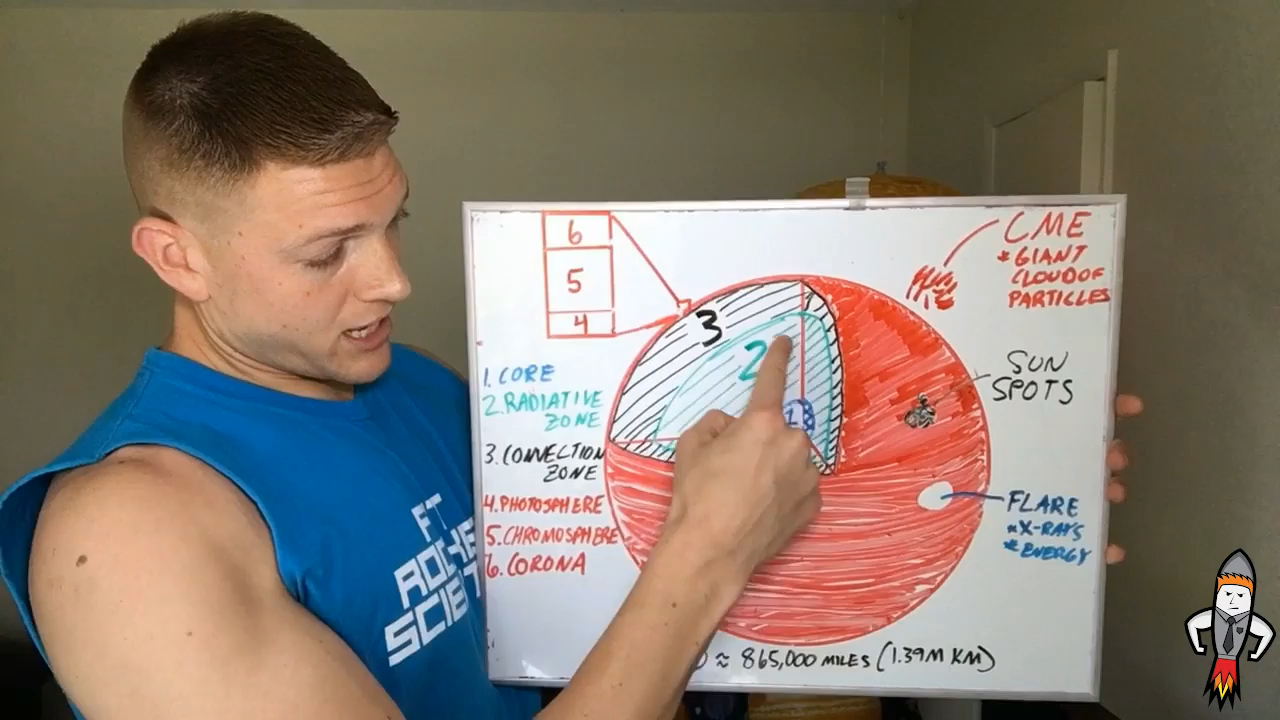 6
5
4
3
2
1
1. CORE
2. RADIATIVE
ZONE
3. CONVECTION
ZONE
4. PHOTOSPHERE
5. CHROMOSPHERE
6. CORONA
CME
* GIANT
CLOUD OF
PARTICLES
SUN
SPOTS
FLARE
* X-RAYS
* ENERGY
≈ 865,000 MILES (1.39M KM)
FT